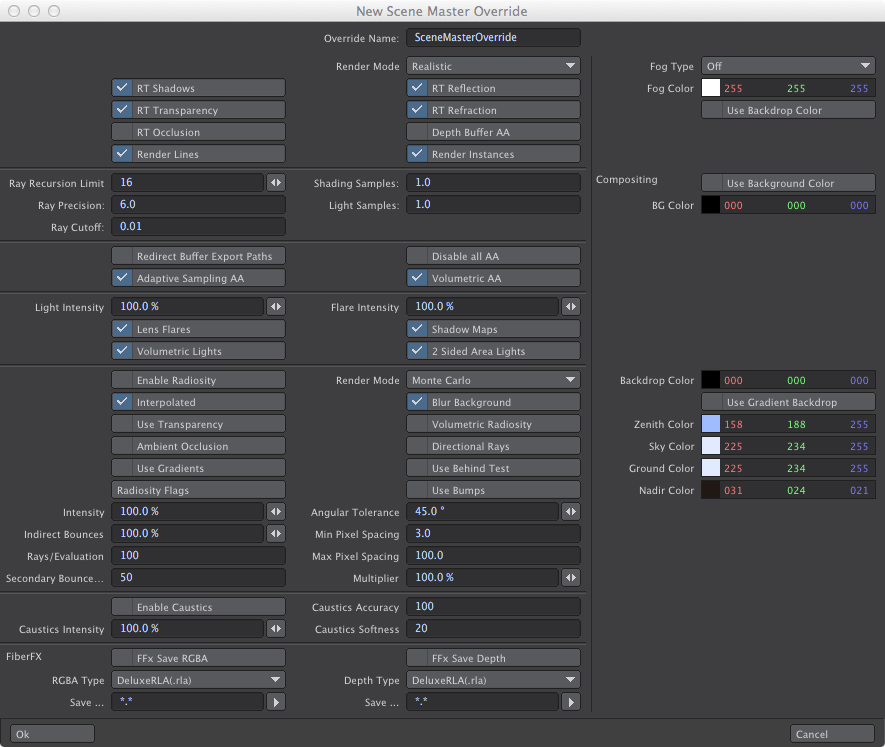 New Scene Master Override
Override Name: SceneMasterOverride
Render Mode Realistic Fog Type Off
RT Shadows RT Reflection Fog Color 255 255 255
RT Transparency RT Refraction Use Backdrop Color
RT Occlusion Depth Buffer AA
Render Lines Render Instances
Ray Recursion Limit 16 Shading Samples: 1.0 Compositing Use Background Color
Ray Precision: 6.0 Light Samples: 1.0 BG Color 000 000 000
Ray Cutoff: 0.01
Redirect Buffer Export Paths Disable all AA
Adaptive Sampling AA Volumetric AA
Light Intensity 100.0 % Flare Intensity 100.0 %
Lens Flares Shadow Maps
Volumetric Lights 2 Sided Area Lights
Enable Radiosity Render Mode Monte Carlo Backdrop Color 000 000 000
Interpolated Blur Background Use Gradient Backdrop
Use Transparency Volumetric Radiosity Zenith Color 158 188 255
Ambient Occlusion Directional Rays Sky Color 225 234 255
Use Gradients Use Behind Test Ground Color 225 234 255
Radiosity Flags Use Bumps Nadir Color 031 024 021
Intensity 100.0 % Angular Tolerance 45.0 °
Indirect Bounces 100.0 % Min Pixel Spacing 3.0
Rays/Evaluation 100 Max Pixel Spacing 100.0
Secondary Bounce... 50 Multiplier 100.0 %
Enable Caustics Caustics Accuracy 100
Caustics Intensity 100.0 % Caustics Softness 20
FiberFX FFx Save RGBA FFx Save Depth
RGBA Type DeluxeRLA(.rla) Depth Type DeluxeRLA(.rla)
Save ... *.* Save ... *.*
Ok Cancel